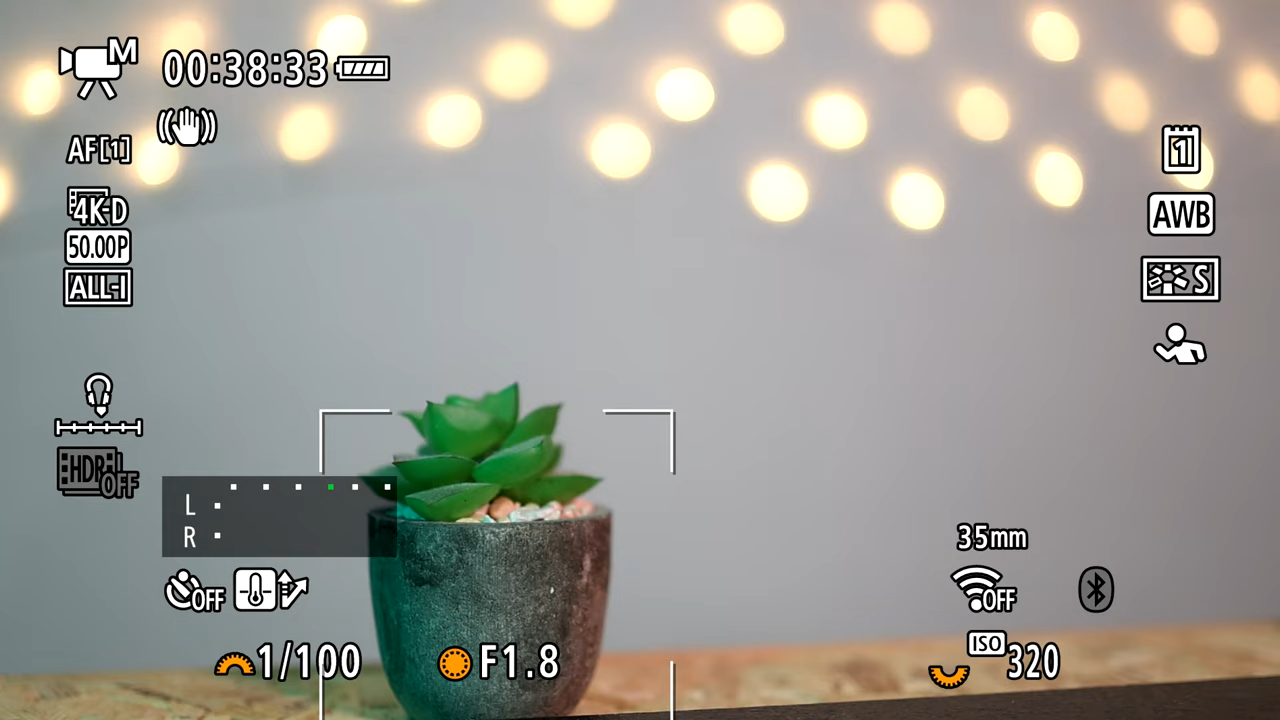 M
00:38:33
AF[1]
1
4K-D
AWB
50.00P
ALL-I
S
HDR OFF
L
R
35mm
OFF
OFF
1/100
F1.8
ISO 320